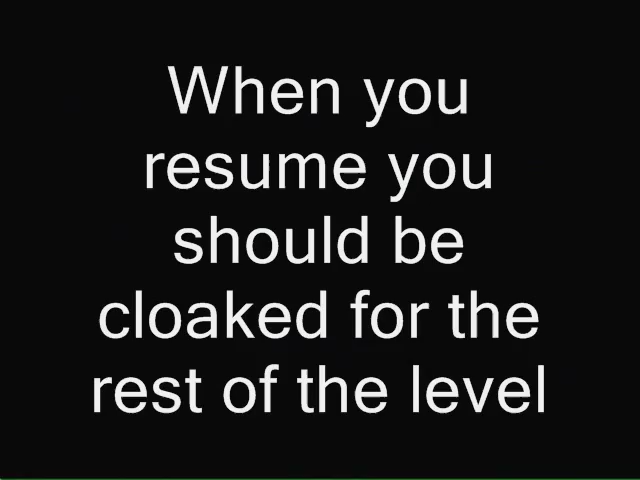 When you
resume you
should be
cloaked for the
rest of the level